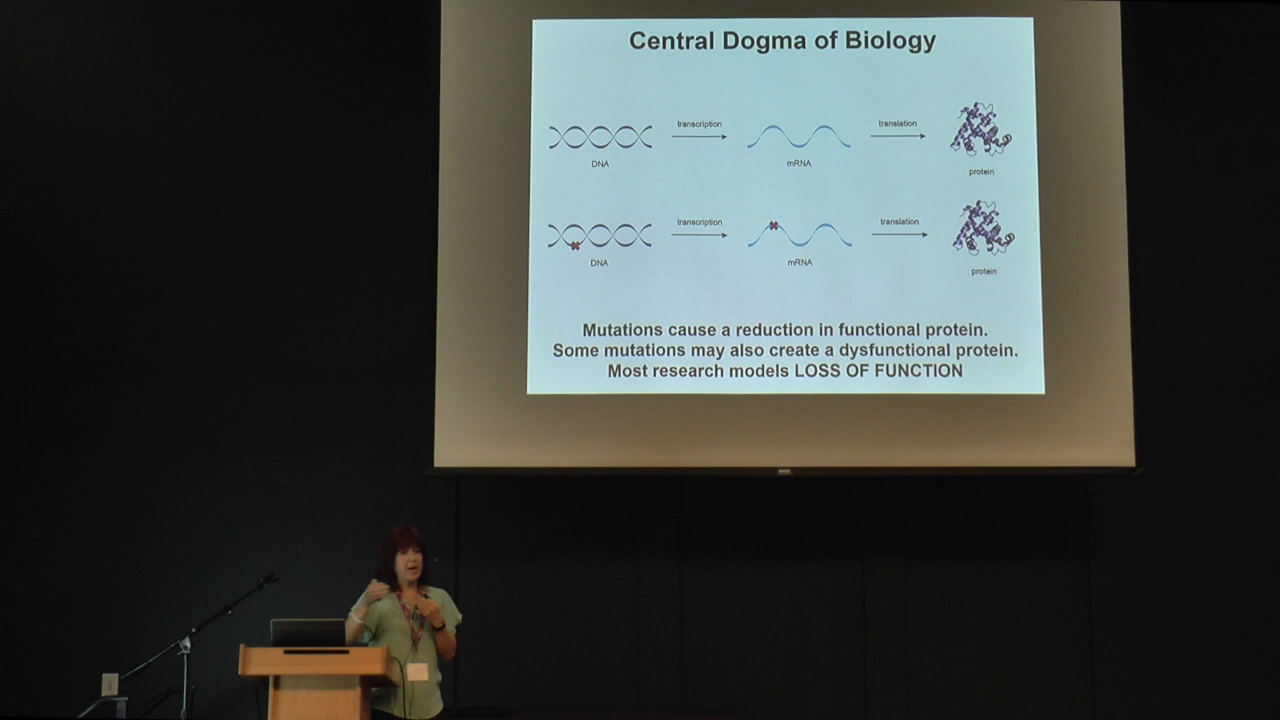 Central Dogma of Biology
transcription
translation
DNA
mRNA
protein
transcription
translation
DNA
mRNA
protein
Mutations cause a reduction in functional protein.
Some mutations may also create a dysfunctional protein.
Most research models LOSS OF FUNCTION